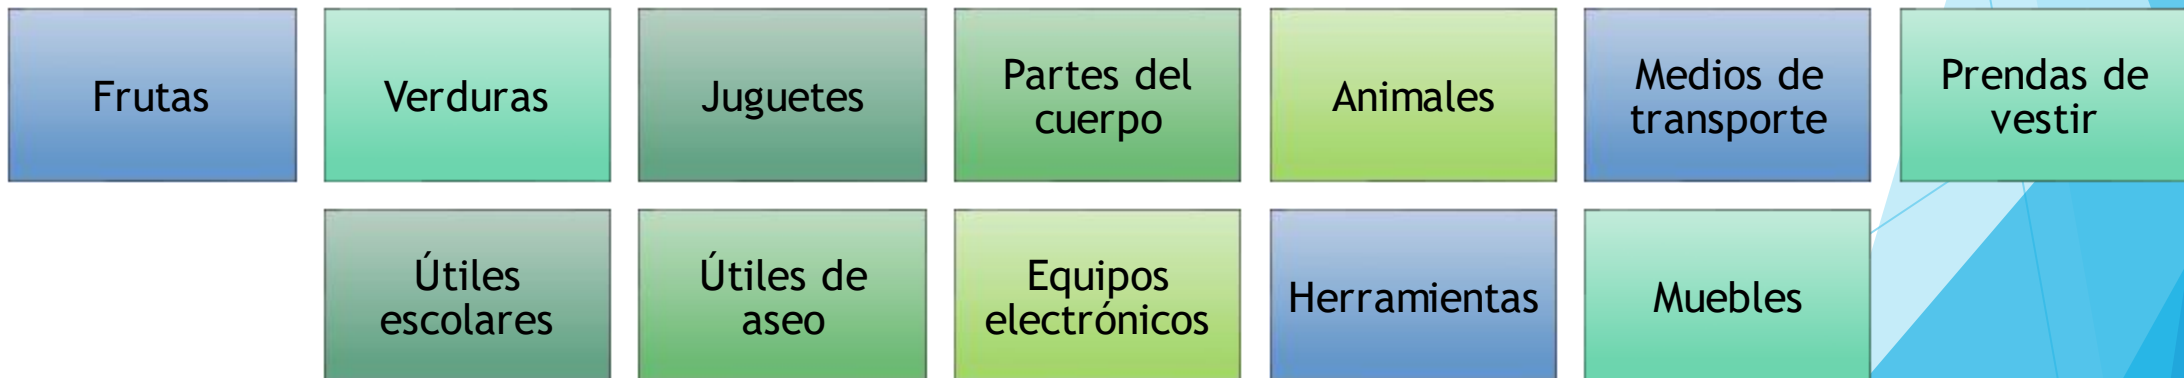 Frutas
Verduras
Juguetes
Partes del
cuerpo
Animales
Medios de
transporte
Prendas de
vestir
Útiles
escolares
Útiles de
aseo
Equipos
electrónicos
Herramientas
Muebles